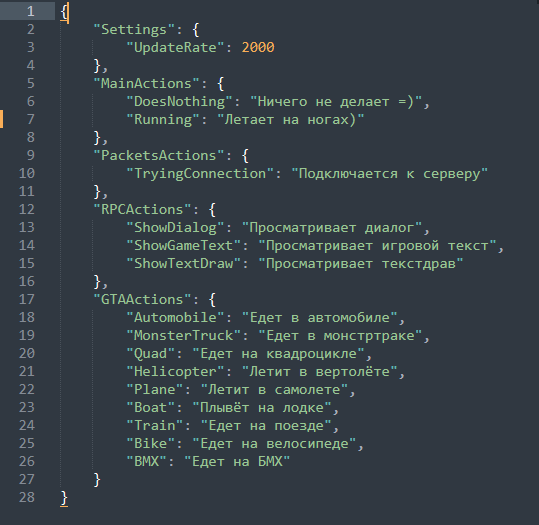 1 {
2     "Settings": {
3         "UpdateRate": 2000
4     },
5     "MainActions": {
6         "DoesNothing": "Ничего не делает =)",
7         "Running": "Летает на ногах)"
8     },
9     "PacketsActions": {
10         "TryingConnection": "Подключается к серверу"
11     },
12     "RPCActions": {
13         "ShowDialog": "Просматривает диалог",
14         "ShowGameText": "Просматривает игровой текст",
15         "ShowTextDraw": "Просматривает текстдрав"
16     },
17     "GTAActions": {
18         "Automobile": "Едет в автомобиле",
19         "MonsterTruck": "Едет в монстртраке",
20         "Quad": "Едет на квадроцикле",
21         "Helicopter": "Летит в вертолёте",
22         "Plane": "Летит в самолете",
23         "Boat": "Плывёт на лодке",
24         "Train": "Едет на поезде",
25         "Bike": "Едет на велосипеде",
26         "BMX": "Едет на БМХ"
27     }
28 }